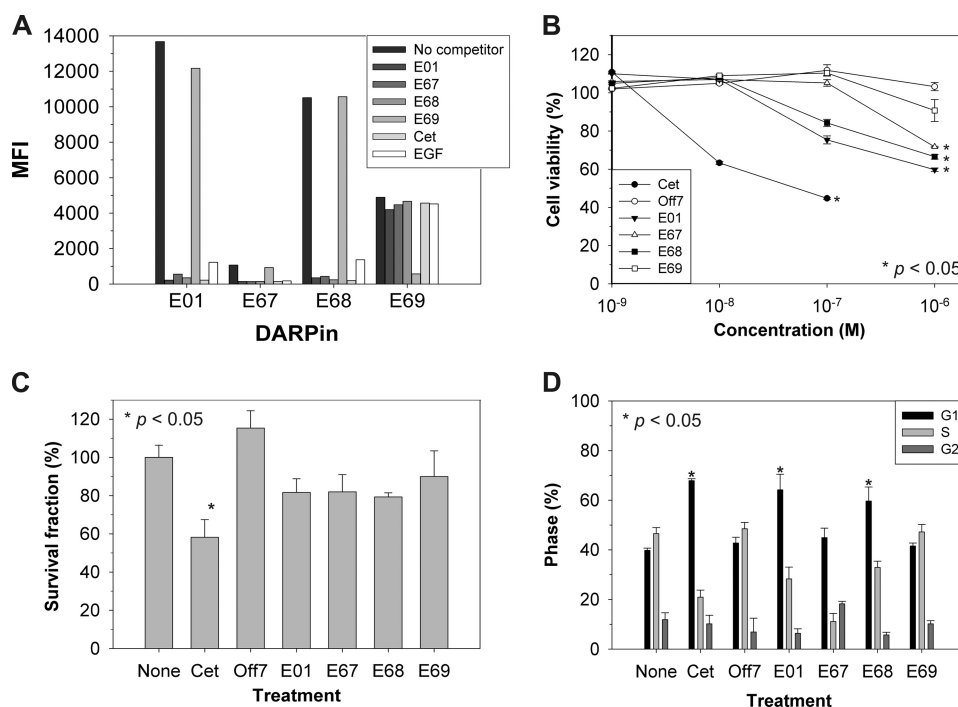 A
14000
12000
10000
8000
6000
4000
2000
0
MFI
No competitor
E01
E67
E68
E69
Cet
EGF
E01 E67 E68 E69
DARPin
B
120
100
80
60
40
20
0
Cell viability (%)
Cet
Off7
E01
E67
E68
E69
*
*
*
*
* p < 0.05
10-9 10-8 10-7 10-6
Concentration (M)
C
120
100
80
60
40
20
0
Survival fraction (%)
* p < 0.05
*
None Cet Off7 E01 E67 E68 E69
Treatment
D
100
80
60
40
20
0
Phase (%)
* p < 0.05
G1
S
G2
* * *
None Cet Off7 E01 E67 E68 E69
Treatment